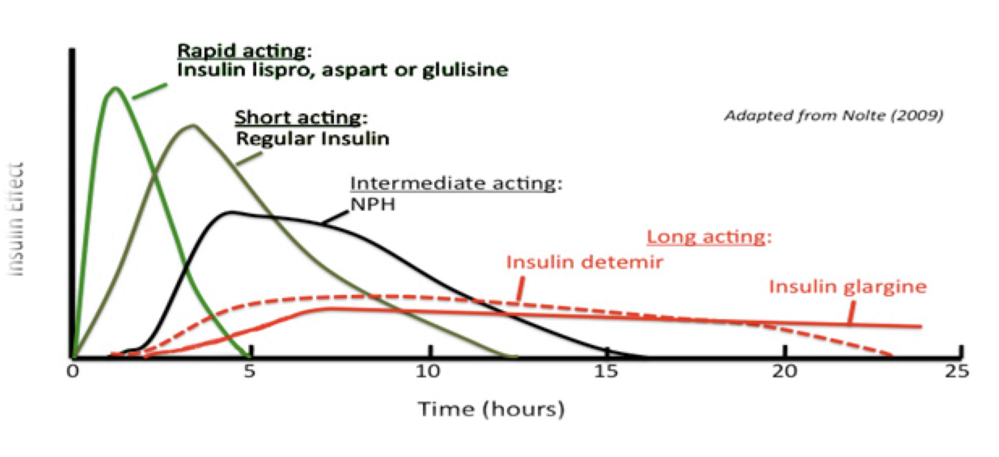 Rapid acting:
Insulin lispro, aspart or glulisine
Short acting:
Regular Insulin
Adapted from Nolte (2009)
Intermediate acting:
NPH
Long acting:
Insulin detemir
Insulin glargine
Insulin Effect
0 5 10 15 20 25
Time (hours)